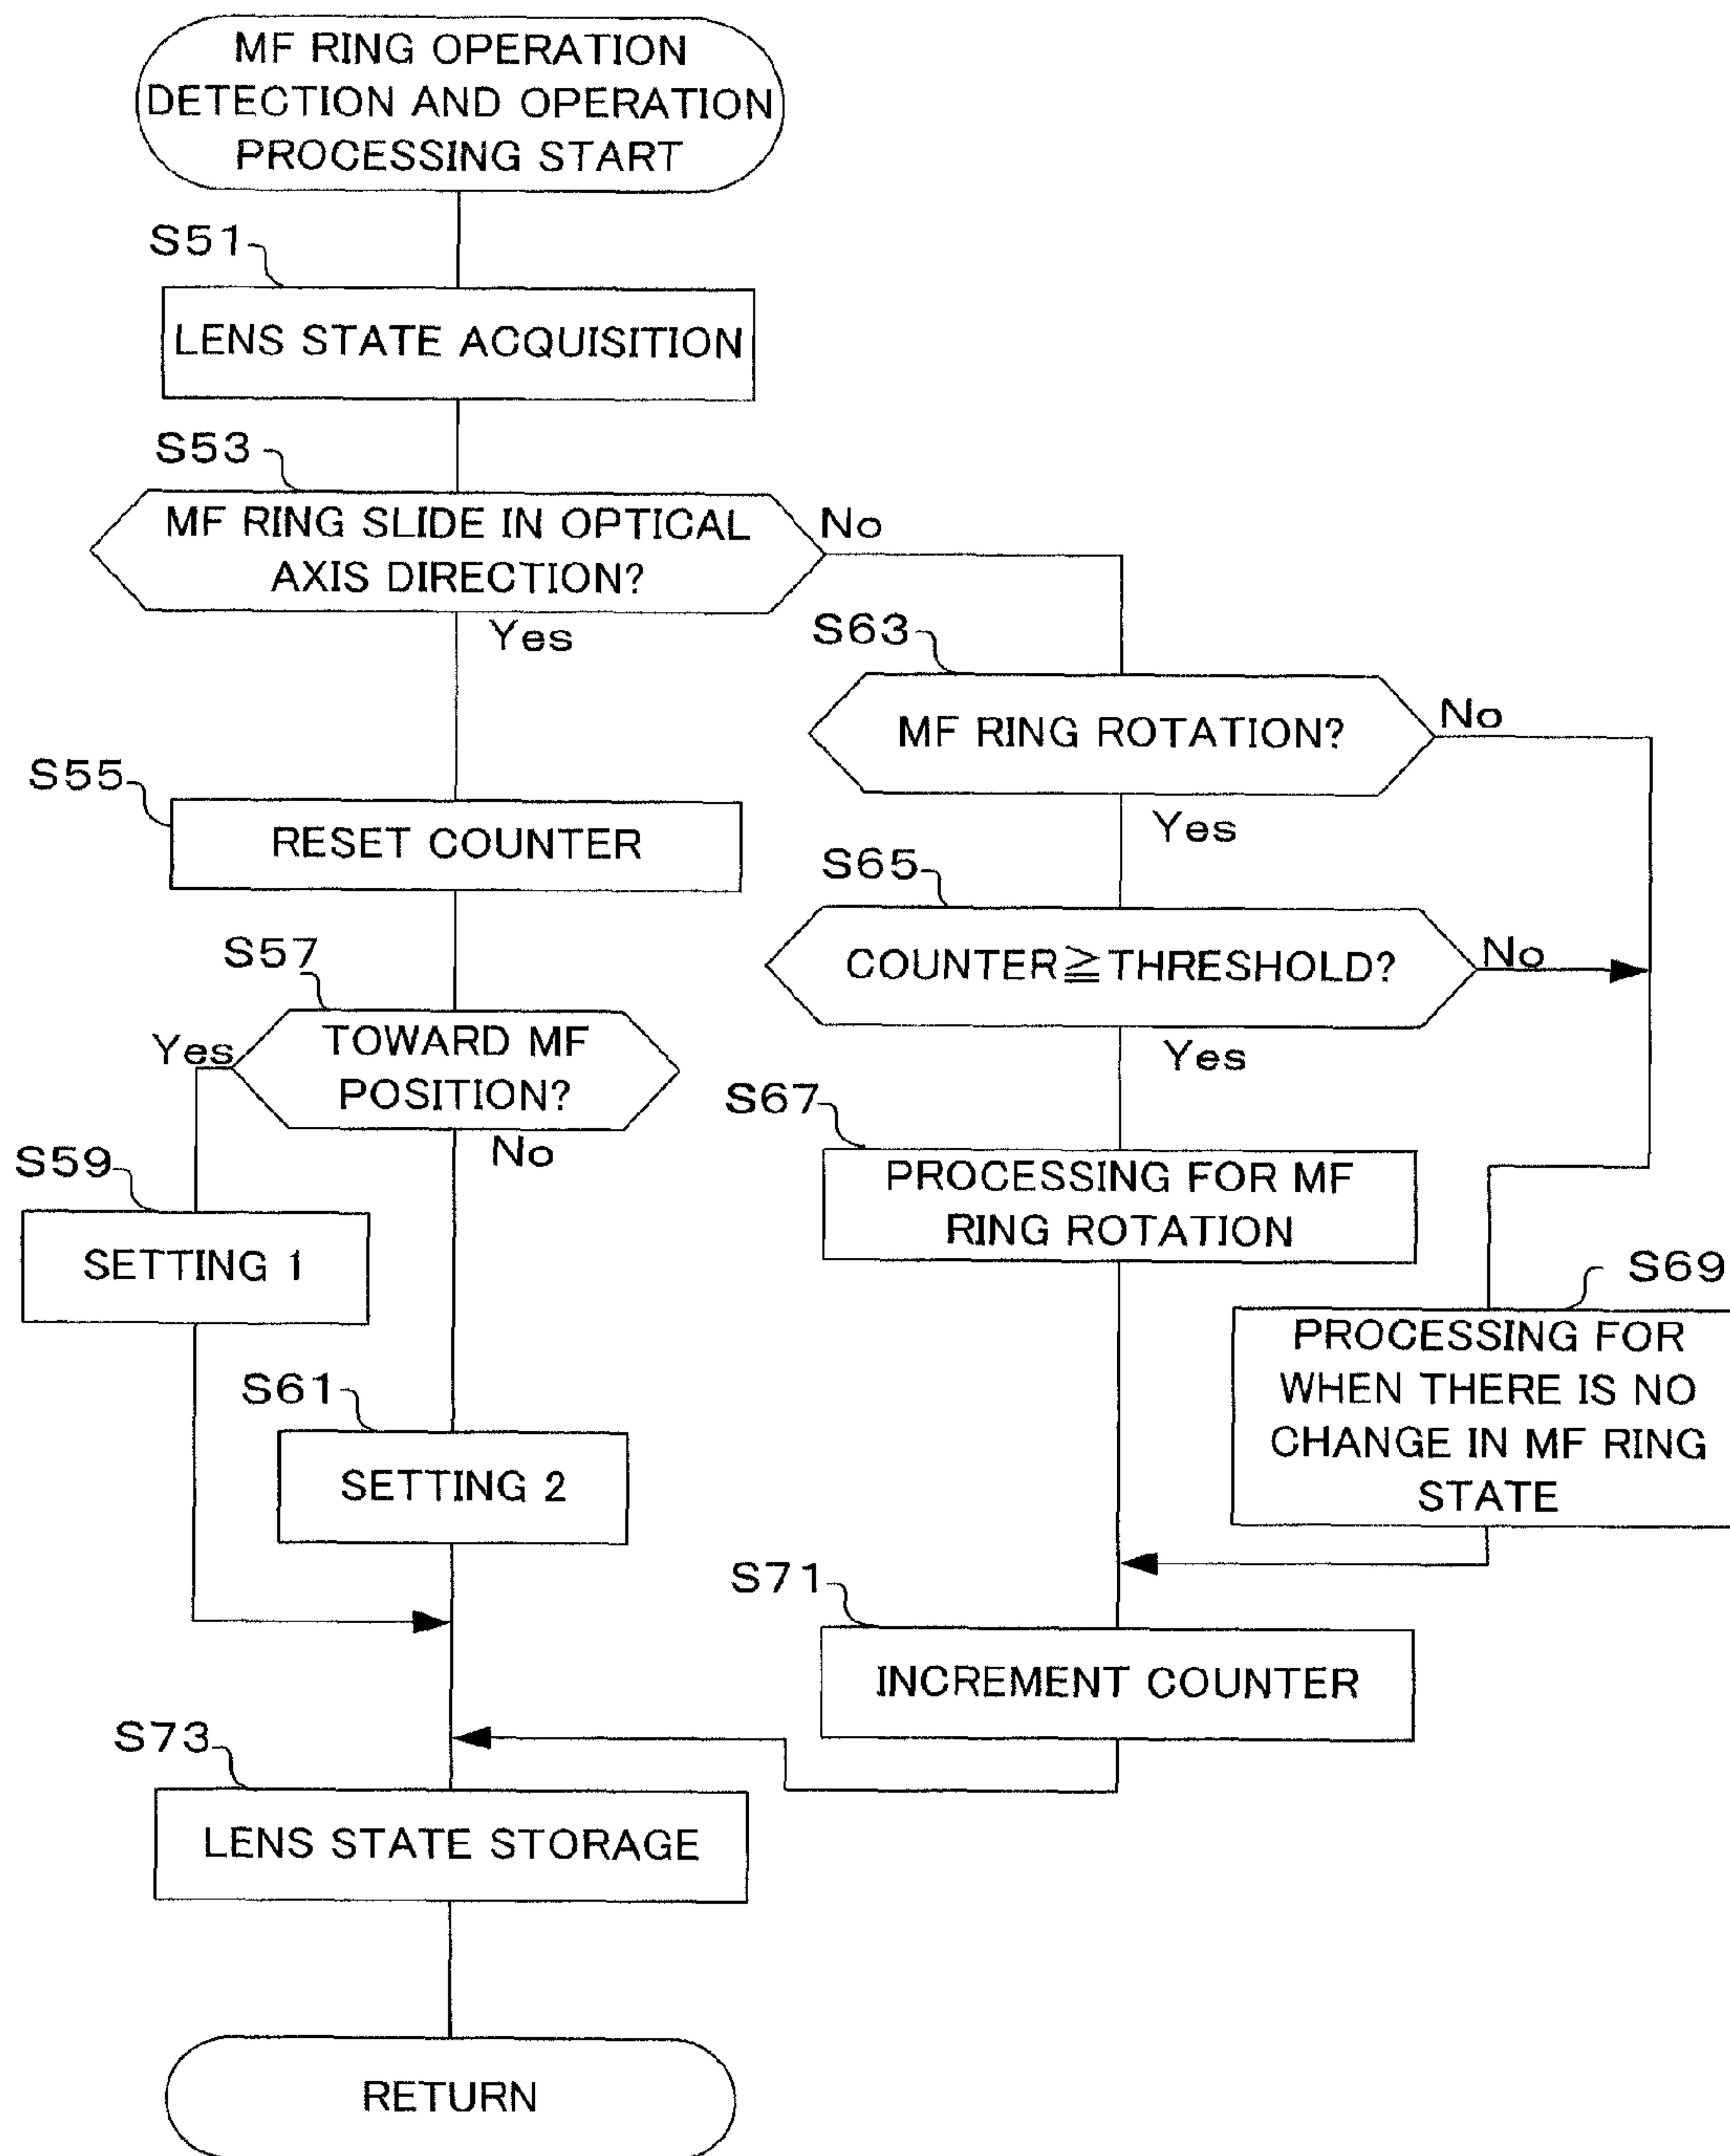 MF RING OPERATION
DETECTION AND OPERATION
PROCESSING START
S51
LENS STATE ACQUISITION
S53
MF RING SLIDE IN OPTICAL
AXIS DIRECTION?
No
Yes
S63
MF RING ROTATION?
No
Yes
S55
RESET COUNTER
S65
COUNTER≧THRESHOLD?
No
Yes
S57
TOWARD MF
POSITION?
Yes
No
S67
PROCESSING FOR MF
RING ROTATION
S59
SETTING 1
S69
PROCESSING FOR
WHEN THERE IS NO
CHANGE IN MF RING
STATE
S61
SETTING 2
S71
INCREMENT COUNTER
S73
LENS STATE STORAGE
RETURN